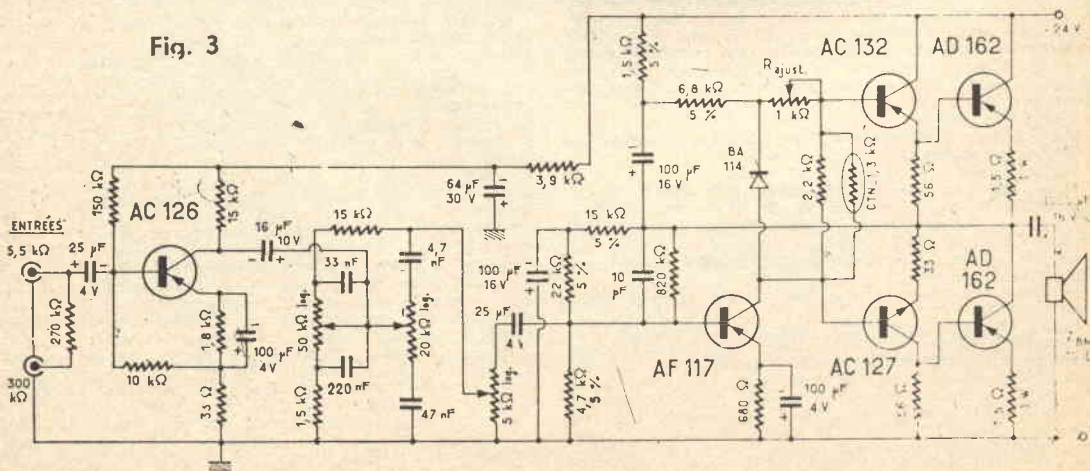 Fig. 3
- 24 V
AC 132
AD 162
1,5 kΩ
5 %
R ajust.
6,8 kΩ
5 %
1 kΩ
BA
114
100 µF
16 V
2,2 kΩ
CTN=1,3 kΩ
56 Ω
1,5 Ω
1 W
3,9 kΩ
64 µF
30 V
150 kΩ
AC 126
15 kΩ
ENTRÉES
5,5 kΩ
25 µF
4 V
16 µF
10 V
15 kΩ
33 nF
4,7
nF
15 kΩ
5 %
100 µF
16 V
22 kΩ
5 %
10
pF
820 kΩ
33 Ω
AD
162
270 kΩ
300
kΩ
10 kΩ
1,8 kΩ
100 µF
4V
33 Ω
50 kΩ log.
220 nF
1,5 kΩ
20 kΩ log.
47 nF
25 µF
4 V
5 kΩ log.
4,7 kΩ
5 %
AF 117
680 Ω
100 µF
4 V
AC 127
56 Ω
1,5 Ω
1 W